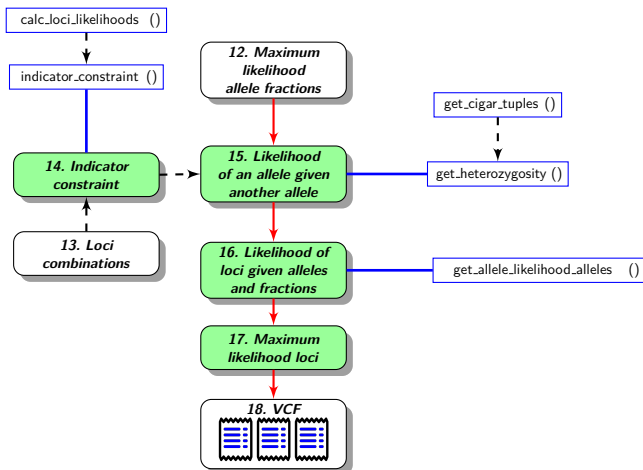 calc_loci_likelihoods ()
indicator_constraint ()
12. Maximum
likelihood
allele fractions
get_cigar_tuples ()
14. Indicator
constraint
15. Likelihood
of an allele given
another allele
get_heterozygosity ()
13. Loci
combinations
16. Likelihood of
loci given alleles
and fractions
get_allele_likelihood_alleles ()
17. Maximum
likelihood loci
18. VCF